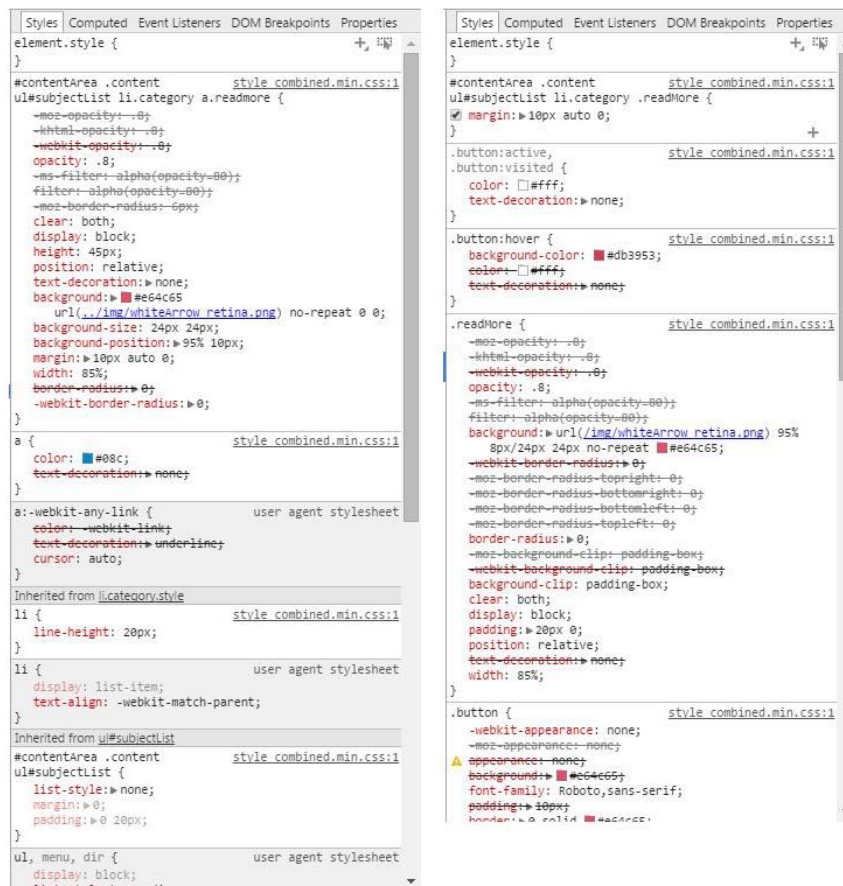 Styles Computed Event Listeners DOM Breakpoints Properties
element.style {
}
#contentArea .content style_combined.min.css:1
ul#subjectList li.category a.readmore {
-moz-opacity: .8;
-khtml-opacity: .8;
-webkit-opacity: .8;
opacity: .8;
-ms-filter: alpha(opacity=80);
filter: alpha(opacity=80);
-moz-border-radius: 6px;
clear: both;
display: block;
height: 45px;
position: relative;
text-decoration: none;
background: #e64c65
url(../img/whiteArrow_retina.png) no-repeat 0 0;
background-size: 24px 24px;
background-position: 95% 10px;
margin: 10px auto 0;
width: 85%;
border-radius: 0;
-webkit-border-radius: 0;
}
a { style_combined.min.css:1
color: #08c;
text-decoration: none;
}
a:-webkit-any-link { user agent stylesheet
color: -webkit-link;
text-decoration: underline;
cursor: auto;
}
Inherited from li.category.style
li { style_combined.min.css:1
line-height: 20px;
}
li { user agent stylesheet
display: list-item;
text-align: -webkit-match-parent;
}
Inherited from ul#subjectList
#contentArea .content style_combined.min.css:1
ul#subjectList {
list-style: none;
margin: 0;
padding: 0 20px;
}
ul, menu, dir { user agent stylesheet
display: block;
Styles Computed Event Listeners DOM Breakpoints Properties
element.style {
}
#contentArea .content style_combined.min.css:1
ul#subjectList li.category .readMore {
margin: 10px auto 0;
}
.button:active, style_combined.min.css:1
.button:visited {
color: #fff;
text-decoration: none;
}
.button:hover { style_combined.min.css:1
background-color: #db3953;
color: #fff;
text-decoration: none;
}
.readMore { style_combined.min.css:1
-moz-opacity: .8;
-khtml-opacity: .8;
-webkit-opacity: .8;
opacity: .8;
-ms-filter: alpha(opacity=80);
filter: alpha(opacity=80);
background: url(/img/whiteArrow_retina.png) 95%
8px/24px 24px no-repeat #e64c65;
-webkit-border-radius: 0;
-moz-border-radius-topright: 0;
-moz-border-radius-bottomright: 0;
-moz-border-radius-bottomleft: 0;
-moz-border-radius-topleft: 0;
border-radius: 0;
-moz-background-clip: padding-box;
-webkit-background-clip: padding-box;
background-clip: padding-box;
clear: both;
display: block;
padding: 20px 0;
position: relative;
text-decoration: none;
width: 85%;
}
.button { style_combined.min.css:1
-webkit-appearance: none;
-moz-appearance: none;
appearance: none;
background: #e64c65;
font-family: Roboto,sans-serif;
padding: 10px;
border: 0 solid #e64c65;